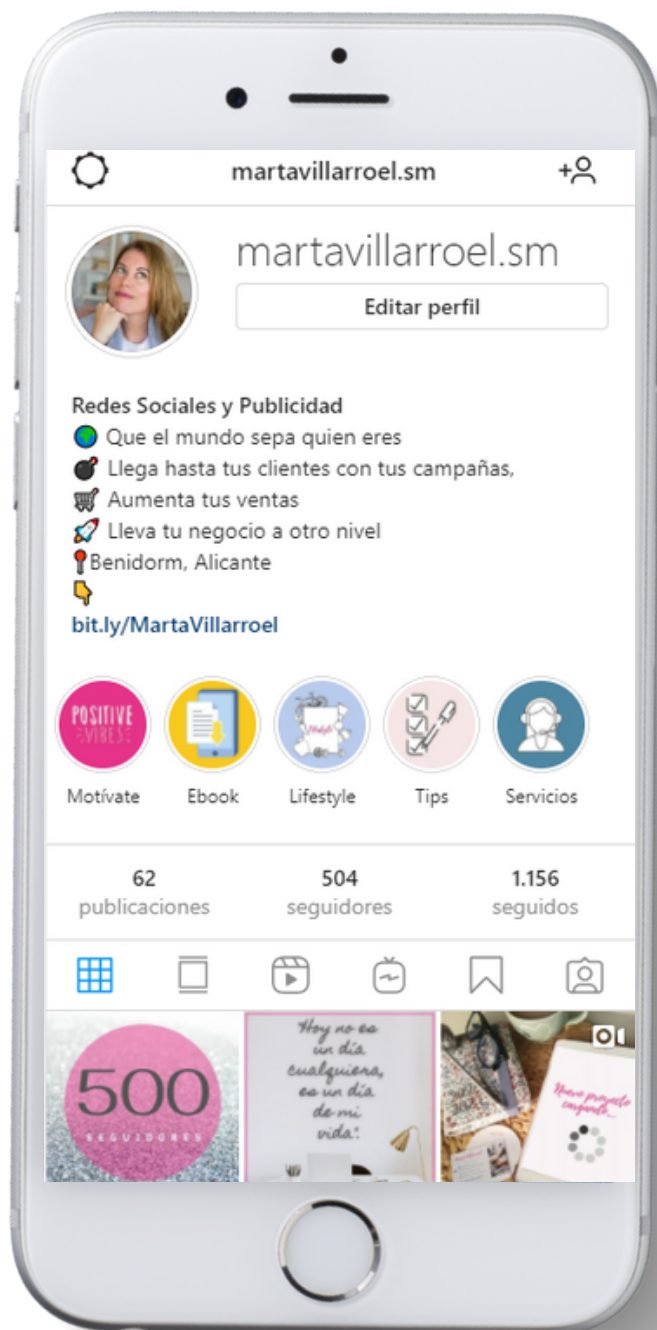 martavillarroel.sm
martavillarroel.sm
Editar perfil
Redes Sociales y Publicidad
🌍 Que el mundo sepa quien eres
💣 Llega hasta tus clientes con tus campañas,
🛒 Aumenta tus ventas
🚀 Lleva tu negocio a otro nivel
📍Benidorm, Alicante
👇
bit.ly/MartaVillarroel
POSITIVE
VIBES
Lifestyle
Motívate Ebook Lifestyle Tips Servicios
62 504 1.156
publicaciones seguidores seguidos
500
SEGUIDORES
Hoy no es
un día
cualquiera,
es un día
de mi
vida".
Nuevo proyecto
cargando...